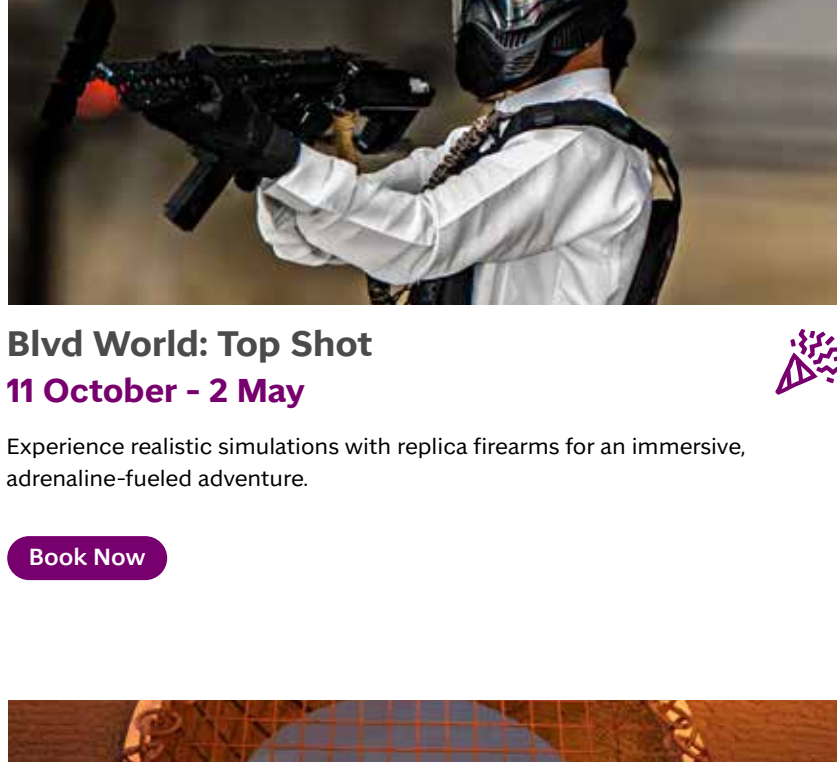 Blvd World: Top Shot
11 October - 2 May
Experience realistic simulations with replica firearms for an immersive,
adrenaline-fueled adventure.
Book Now